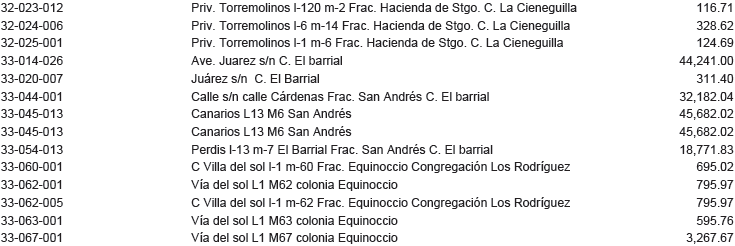 32-023-012 Priv. Torremolinos l-120 m-2 Frac. Hacienda de Stgo. C. La Cieneguilla 116.71
32-024-006 Priv. Torremolinos l-6 m-14 Frac. Hacienda de Stgo. C. La Cieneguilla 328.62
32-025-001 Priv. Torremolinos l-1 m-6 Frac. Hacienda de Stgo. C. La Cieneguilla 124.69
33-014-026 Ave. Juarez s/n C. El barrial 44,241.00
33-020-007 Juárez s/n C. El Barrial 311.40
33-044-001 Calle s/n calle Cárdenas Frac. San Andrés C. El barrial 32,182.04
33-045-013 Canarios L13 M6 San Andrés 45,682.02
33-045-013 Canarios L13 M6 San Andrés 45,682.02
33-054-013 Perdis l-13 m-7 El Barrial Frac. San Andrés C. El barrial 18,771.83
33-060-001 C Villa del sol l-1 m-60 Frac. Equinoccio Congregación Los Rodríguez 695.02
33-062-001 Vía del sol L1 M62 colonia Equinoccio 795.97
33-062-005 C Villa del sol l-1 m-62 Frac. Equinoccio Congregación Los Rodríguez 795.97
33-063-001 Vía del sol L1 M63 colonia Equinoccio 595.76
33-067-001 Vía del sol L1 M67 colonia Equinoccio 3,267.67